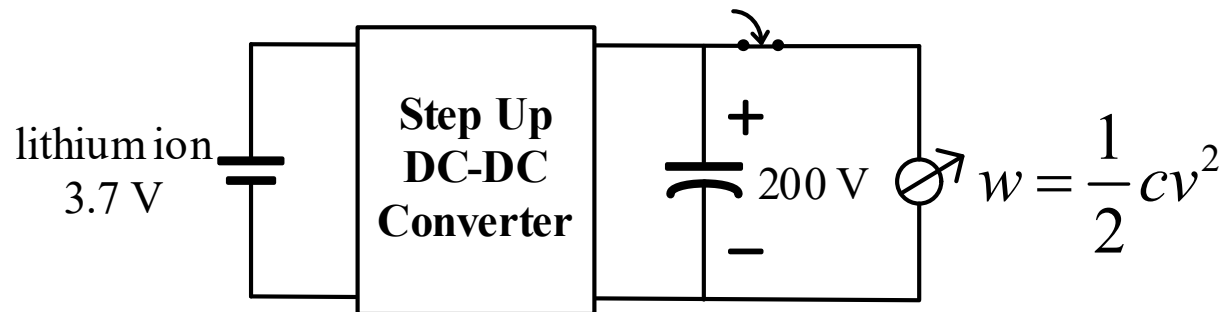 lithium ion
3.7 V
Step Up
DC-DC
Converter
+
200 V
−
w = 1/2 cv²